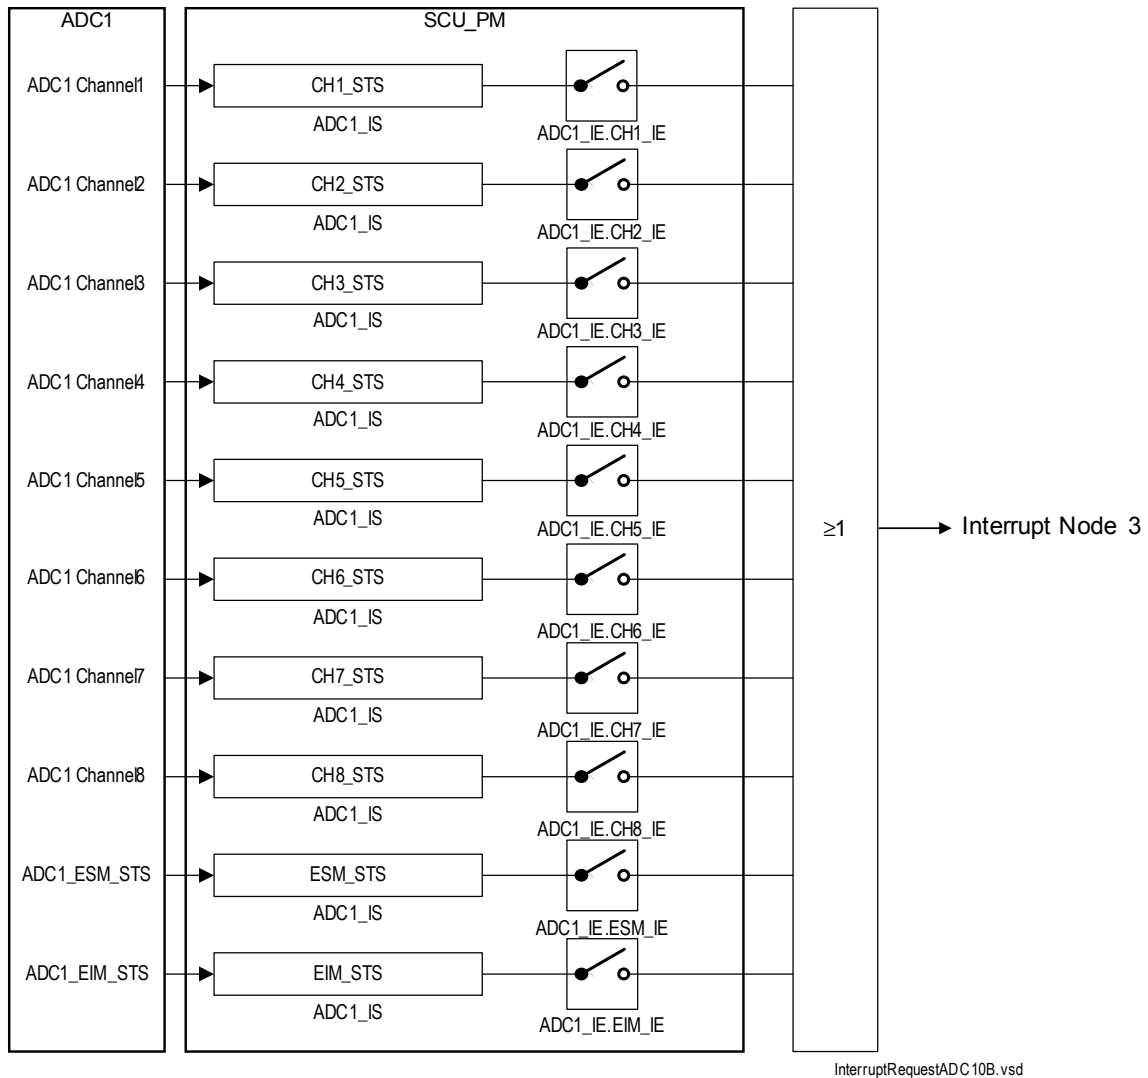 ADC1 SCU_PM
ADC1 Channel1 CH1_STS
ADC1_IS
ADC1_IE.CH1_IE
ADC1 Channel2 CH2_STS
ADC1_IS
ADC1_IE.CH2_IE
ADC1 Channel3 CH3_STS
ADC1_IS
ADC1_IE.CH3_IE
ADC1 Channel4 CH4_STS
ADC1_IS
ADC1_IE.CH4_IE
ADC1 Channel5 CH5_STS
ADC1_IS
ADC1_IE.CH5_IE
≥1 Interrupt Node 3
ADC1 Channel6 CH6_STS
ADC1_IS
ADC1_IE.CH6_IE
ADC1 Channel7 CH7_STS
ADC1_IS
ADC1_IE.CH7_IE
ADC1 Channel8 CH8_STS
ADC1_IS
ADC1_IE.CH8_IE
ADC1_ESM_STS ESM_STS
ADC1_IS
ADC1_IE.ESM_IE
ADC1_EIM_STS EIM_STS
ADC1_IS
ADC1_IE.EIM_IE
InterruptRequestADC10B.vsd